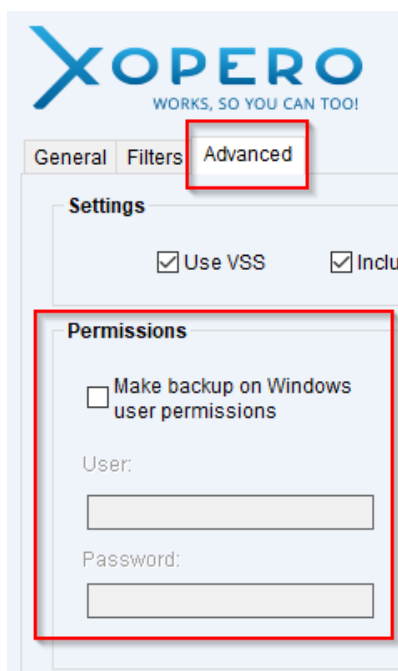 XOPERO
WORKS, SO YOU CAN TOO!
General Filters Advanced
Settings
Use VSS Inclu
Permissions
Make backup on Windows
user permissions
User:
Password: